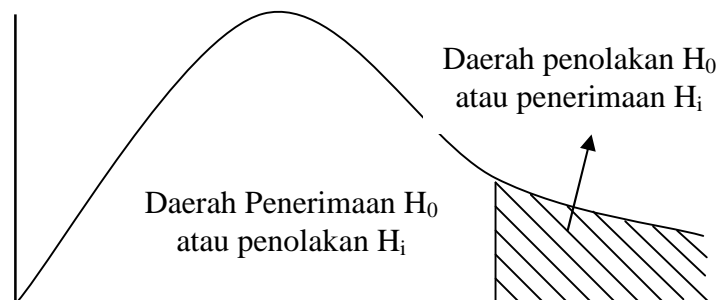 Daerah penolakan H₀
atau penerimaan Hᵢ
Daerah Penerimaan H₀
atau penolakan Hᵢ